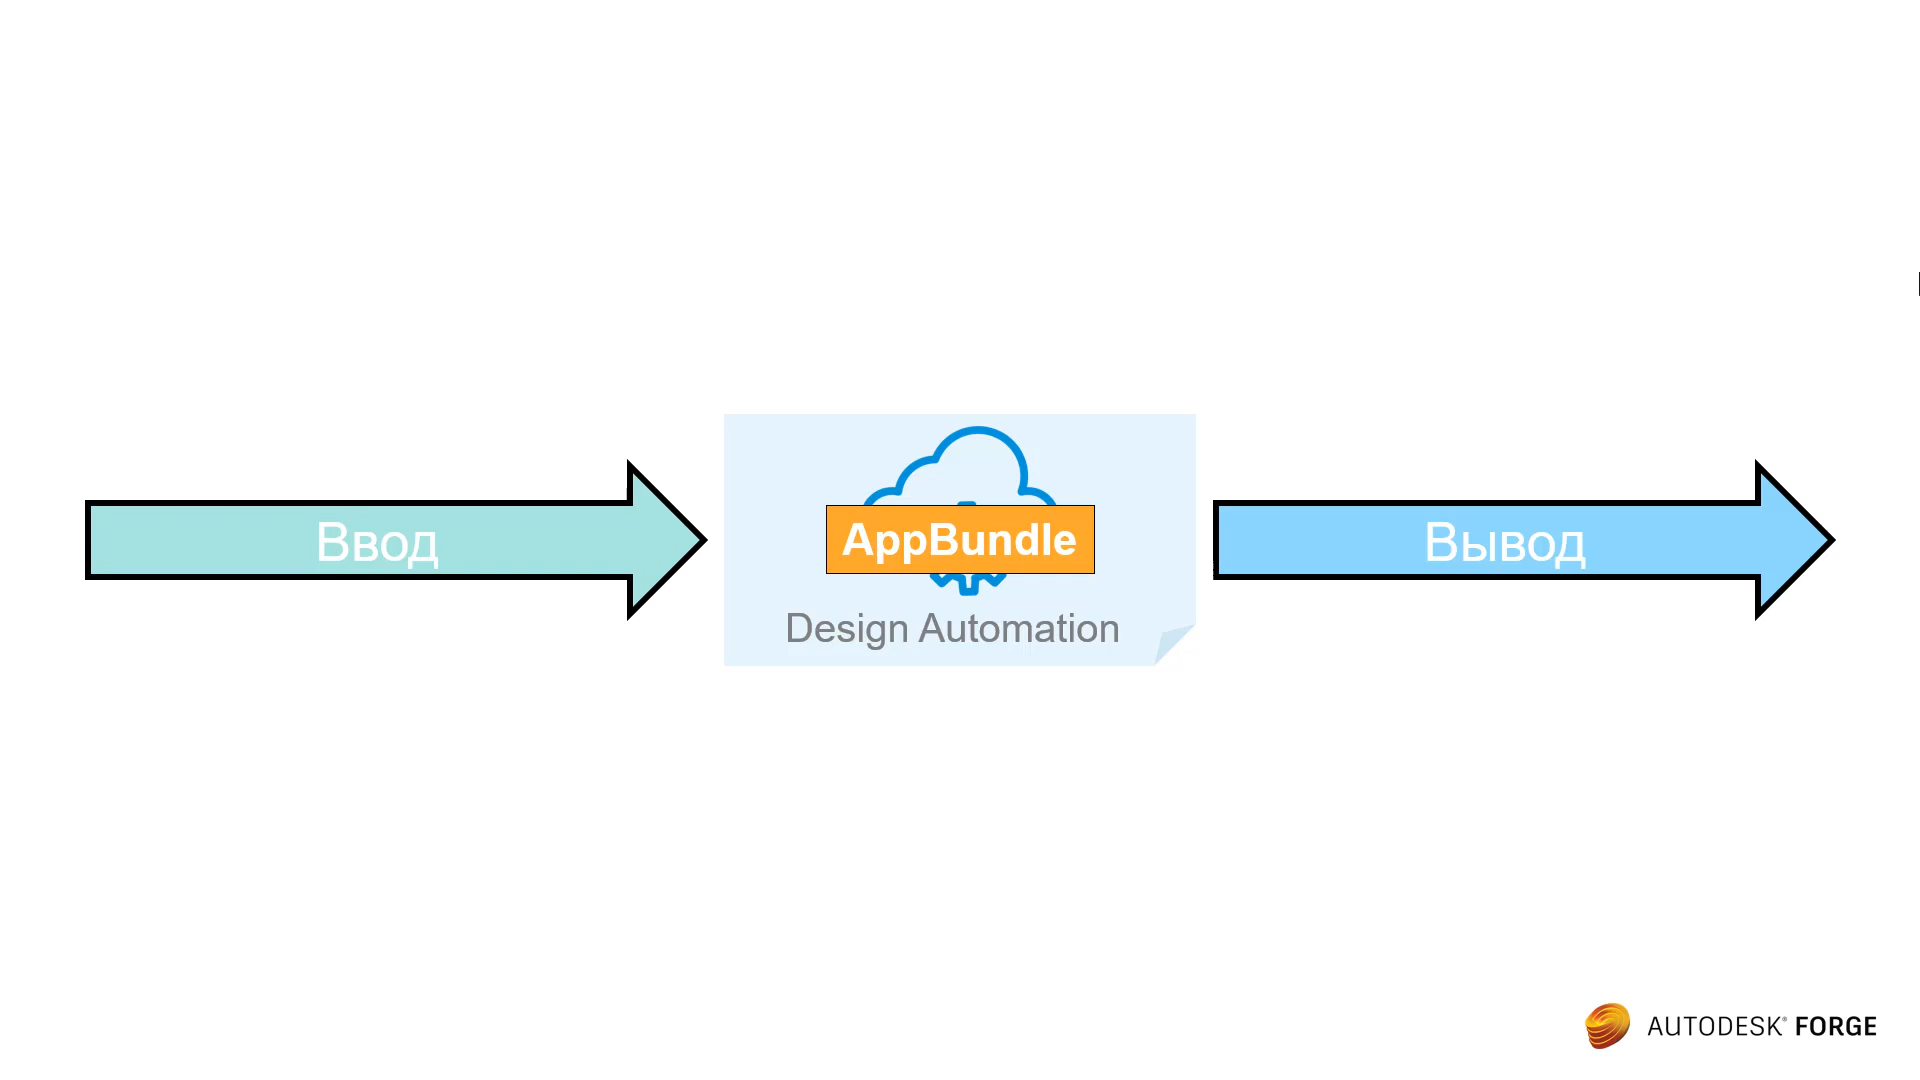 Ввод
AppBundle
Design Automation
Вывод
AUTODESK® FORGE